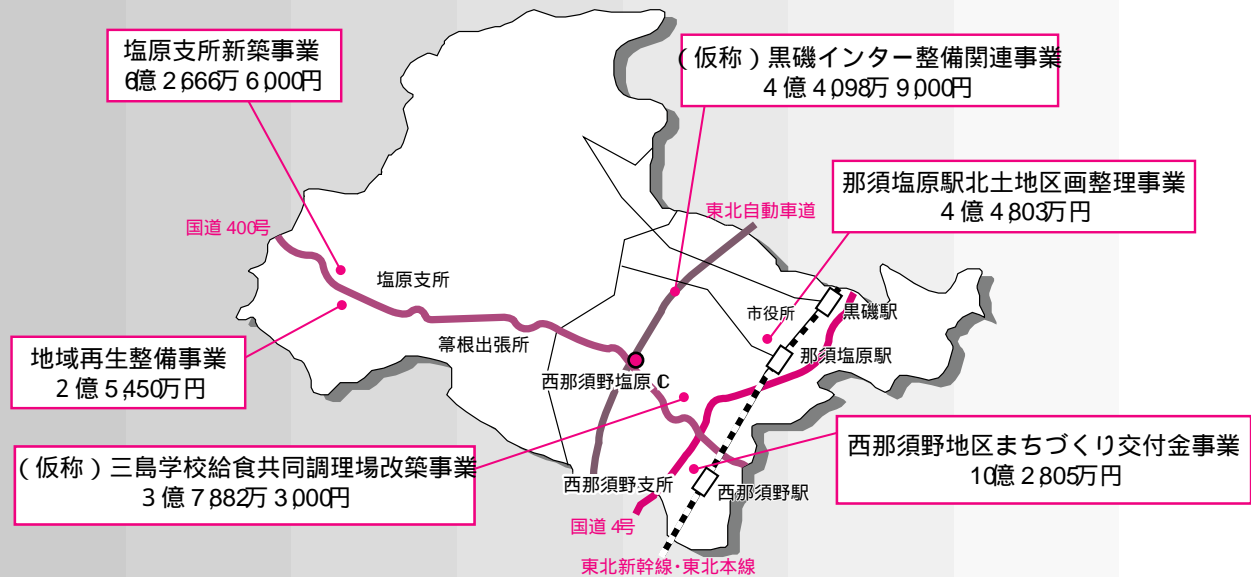 塩原支所新築事業
6億2,666万6,000円
(仮称)黒磯インター整備関連事業
4億4,098万9,000円
那須塩原駅北土地区画整理事業
4億4,803万円
東北自動車道
国道400号
塩原支所
市役所
黒磯駅
箒根出張所
那須塩原駅
地域再生整備事業
2億5,450万円
西那須野塩原IC
西那須野地区まちづくり交付金事業
10億2,805万円
(仮称)三島学校給食共同調理場改築事業
3億7,882万3,000円
西那須野支所
西那須野駅
国道4号
東北新幹線・東北本線